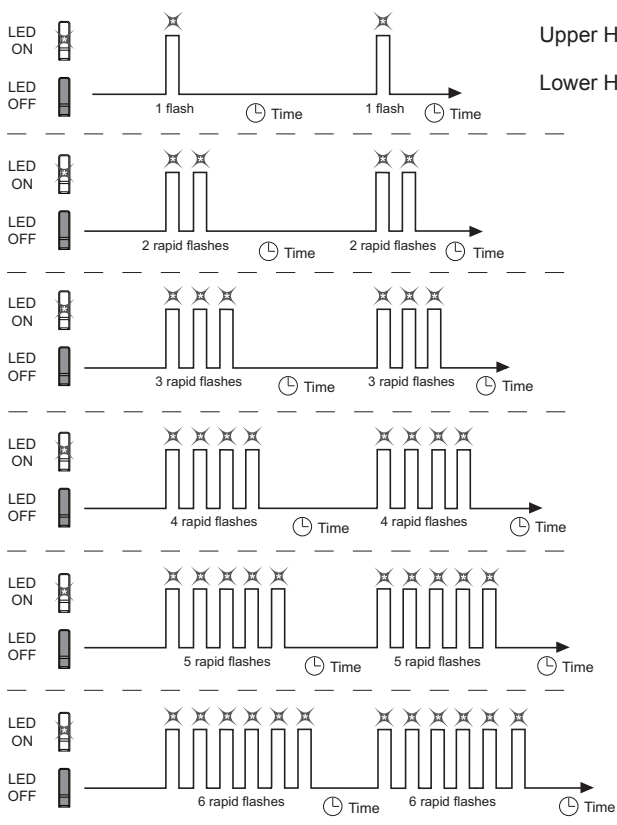 LED
ON
Upper H
LED
OFF
Lower H
1 flash
Time
1 flash
Time
LED
ON
LED
OFF
2 rapid flashes
Time
2 rapid flashes
Time
LED
ON
LED
OFF
3 rapid flashes
Time
3 rapid flashes
Time
LED
ON
LED
OFF
4 rapid flashes
Time
4 rapid flashes
Time
LED
ON
LED
OFF
5 rapid flashes
Time
5 rapid flashes
Time
LED
ON
LED
OFF
6 rapid flashes
Time
6 rapid flashes
Time